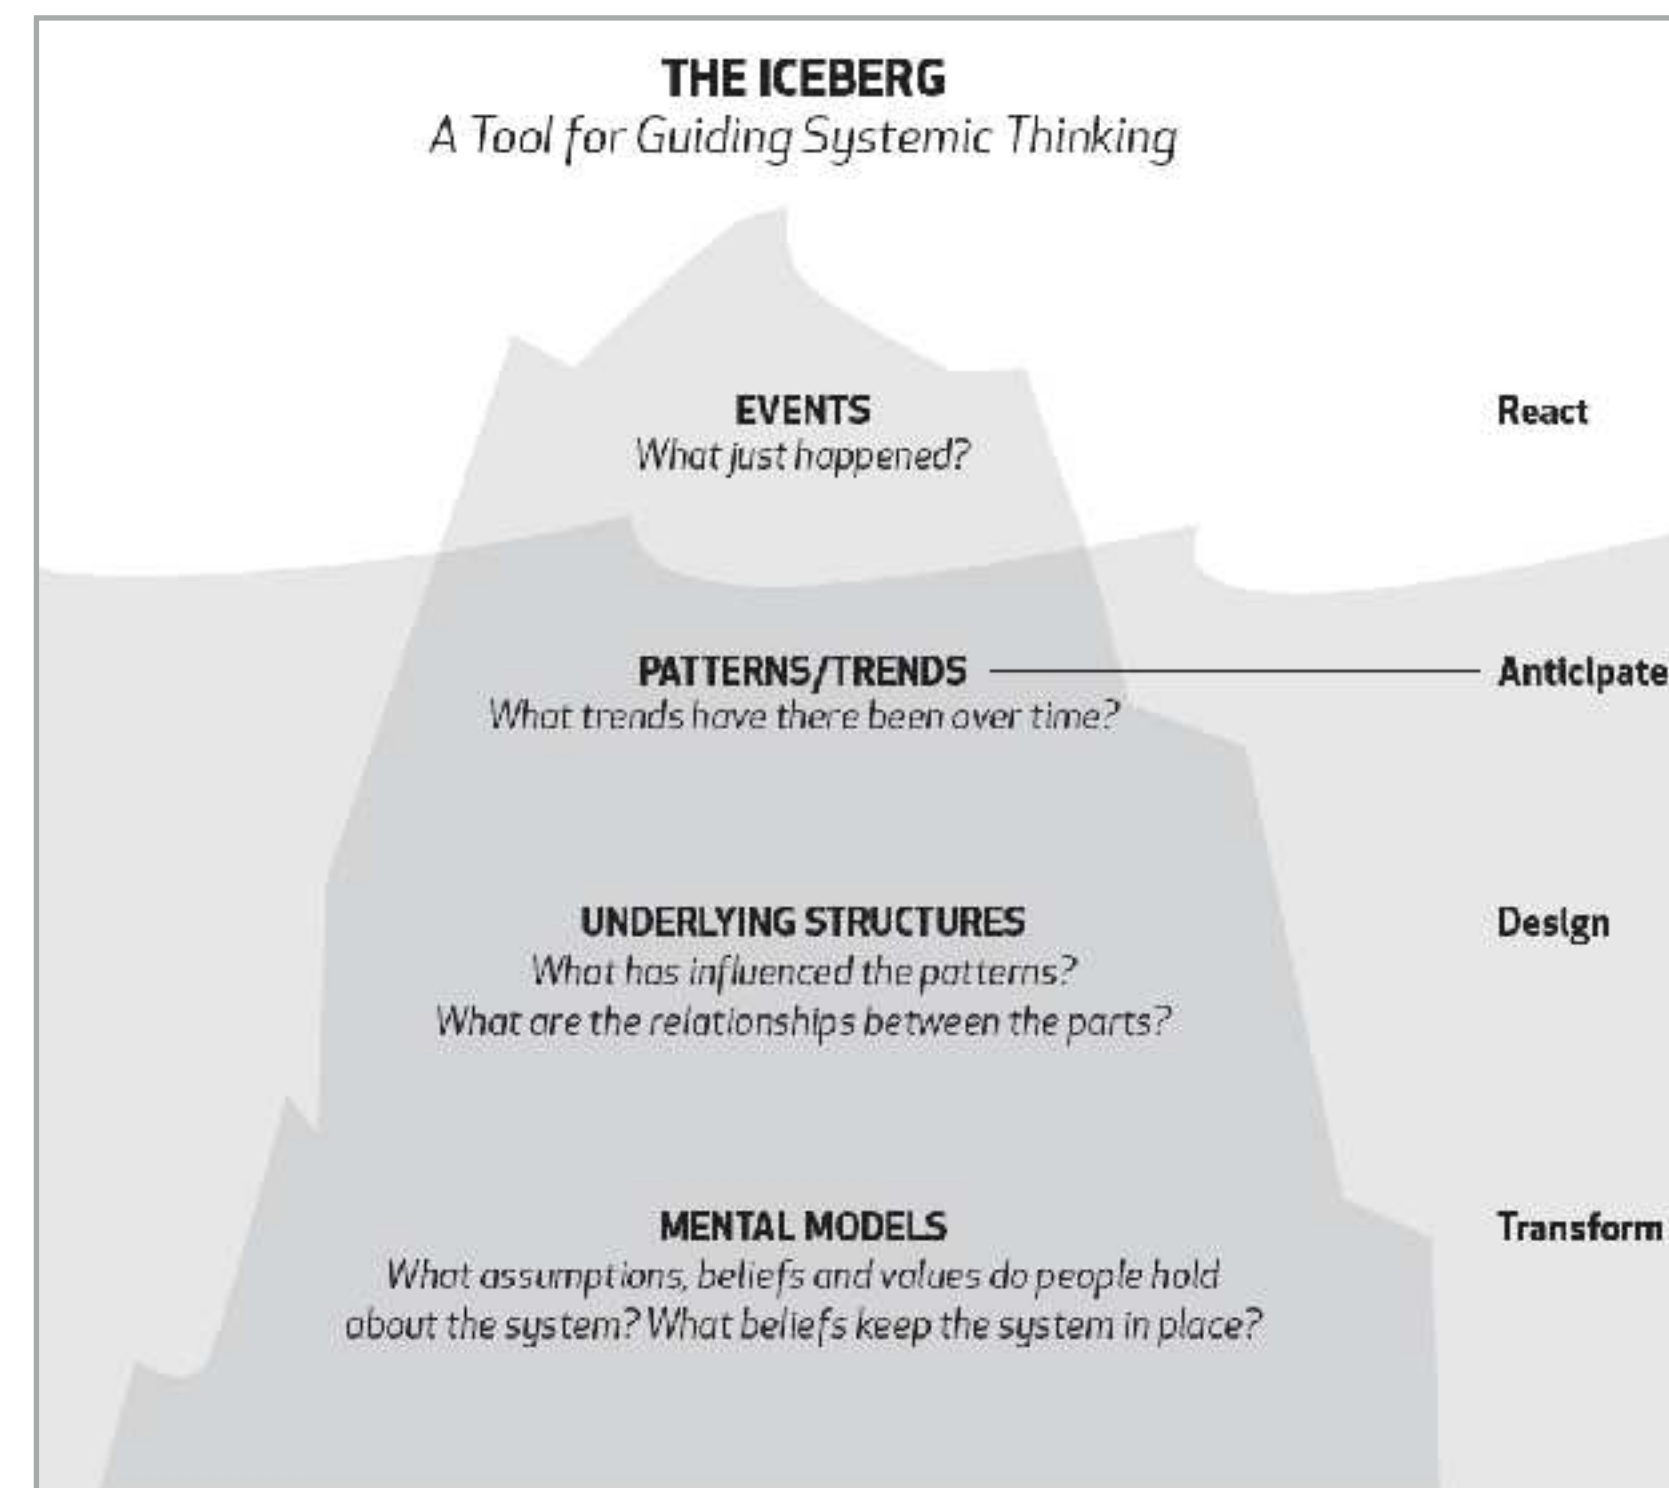 THE ICEBERG
A Tool for Guiding Systemic Thinking
EVENTS
What just happened?
React
PATTERNS/TRENDS
Anticipate
What trends have there been over time?
UNDERLYING STRUCTURES
Design
What has influenced the patterns?
What are the relationships between the parts?
MENTAL MODELS
Transform
What assumptions, beliefs and values do people hold
about the system? What beliefs keep the system in place?